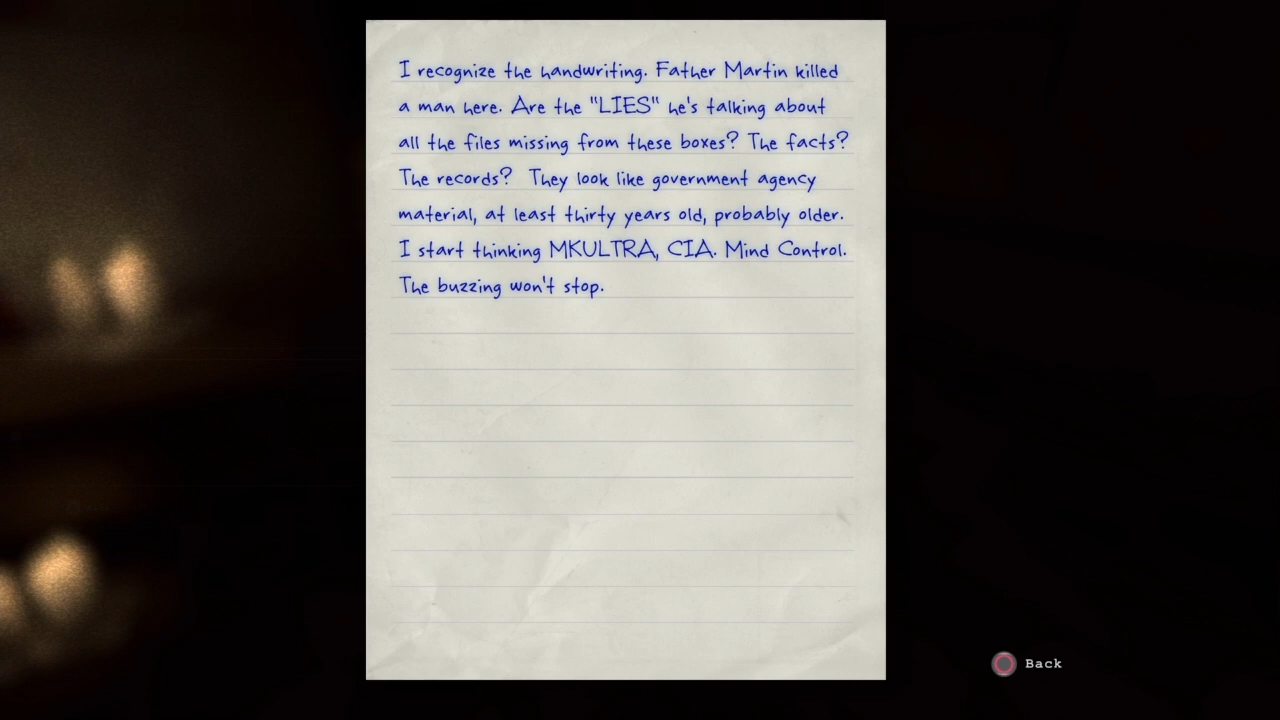 I recognize the handwriting. Father Martin killed
a man here. Are the "LIES" he's talking about
all the files missing from these boxes? The facts?
The records? They look like government agency
material, at least thirty years old, probably older.
I start thinking MKULTRA, CIA. Mind Control.
The buzzing won't stop.
Back